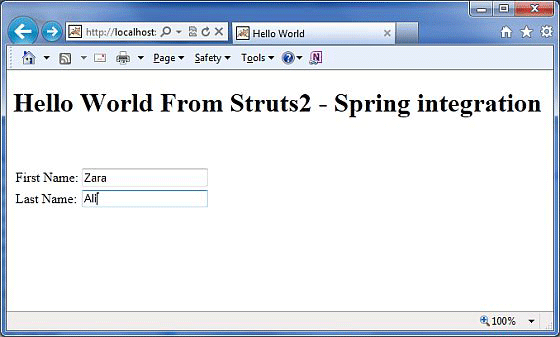 http://localhost:
Hello World
Page Safety Tools
Hello World From Struts2 - Spring integration
First Name: Zara
Last Name: Ali
100%